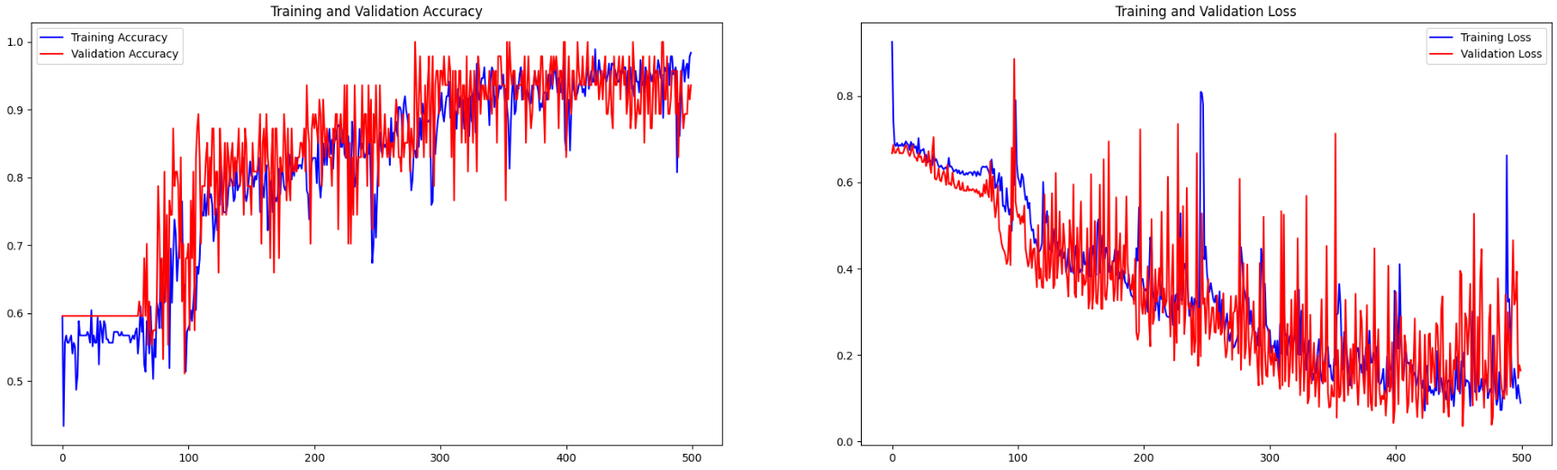 Training and Validation Accuracy
Training Accuracy
Validation Accuracy
1.0
0.9
0.8
0.7
0.6
0.5
0 100 200 300 400 500
Training and Validation Loss
Training Loss
Validation Loss
0.8
0.6
0.4
0.2
0.0
0 100 200 300 400 500